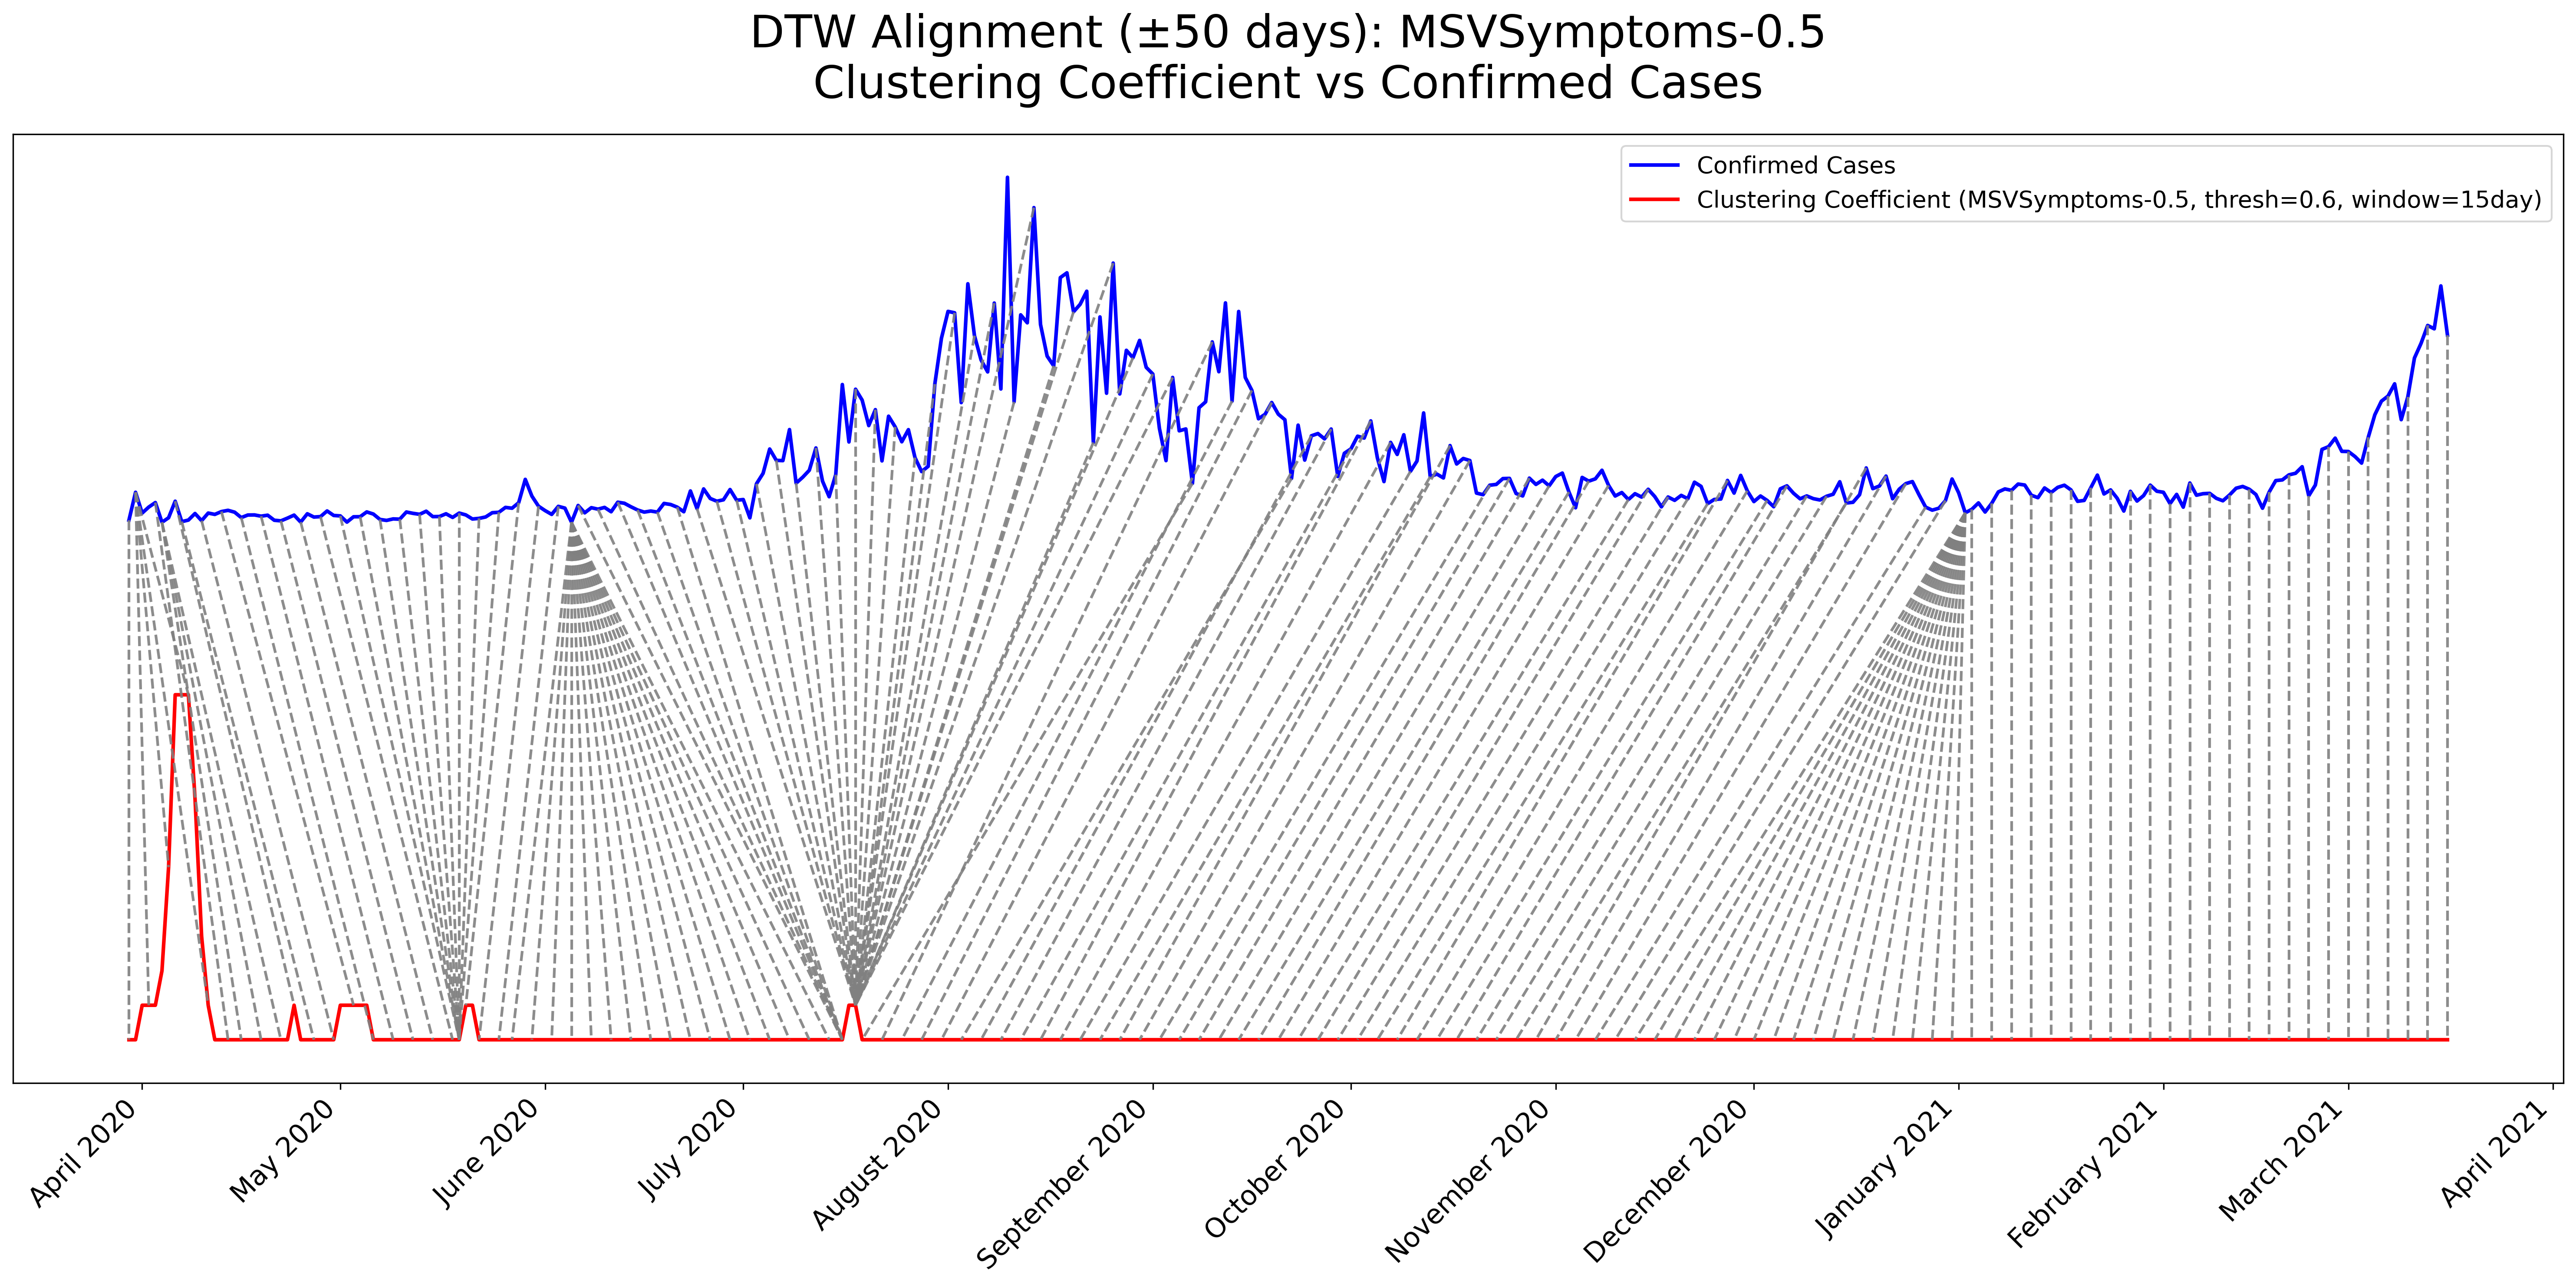 DTW Alignment (±50 days): MSVSymptoms-0.5
Clustering Coefficient vs Confirmed Cases
Confirmed Cases
Clustering Coefficient (MSVSymptoms-0.5, thresh=0.6, window=15day)
April 2020
May 2020
June 2020
July 2020
August 2020
September 2020
October 2020
November 2020
December 2020
January 2021
February 2021
March 2021
April 2021